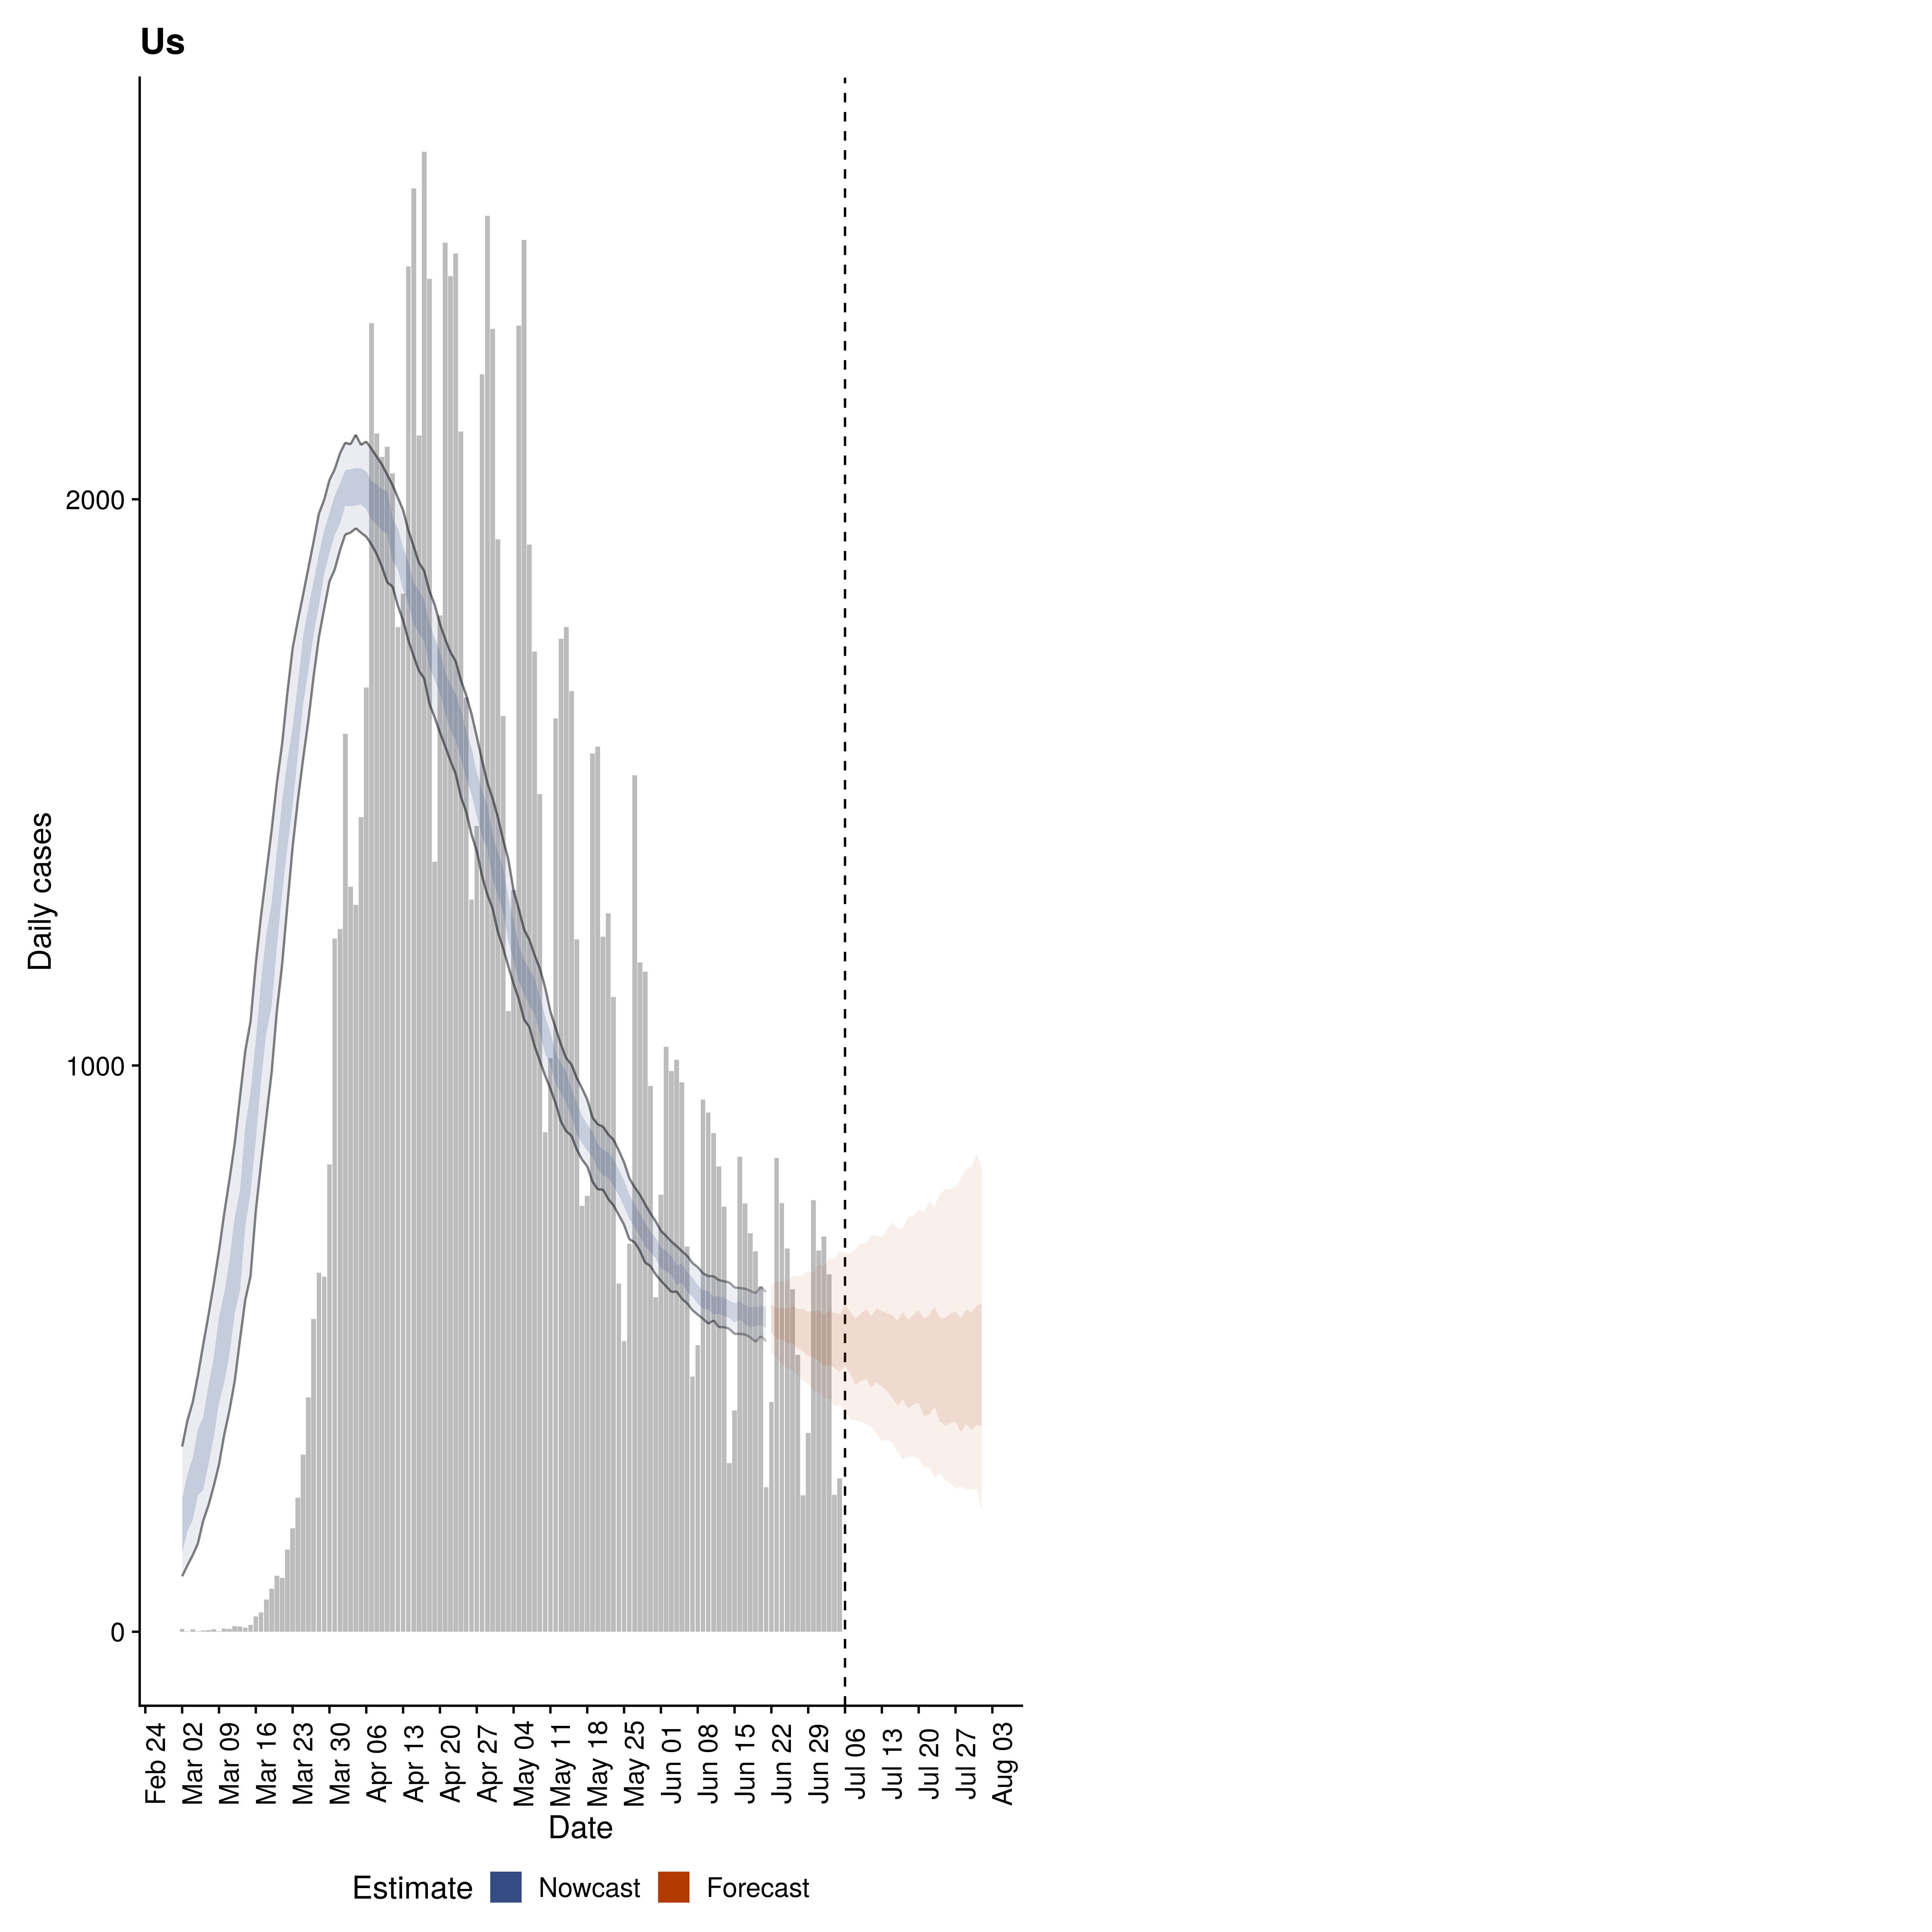 Us
Daily cases
2000
1000
0
Feb 24
Mar 02
Mar 09
Mar 16
Mar 23
Mar 30
Apr 06
Apr 13
Apr 20
Apr 27
May 04
May 11
May 18
May 25
Jun 01
Jun 08
Jun 15
Jun 22
Jun 29
Jul 06
Jul 13
Jul 20
Jul 27
Aug 03
Date
Estimate Nowcast Forecast